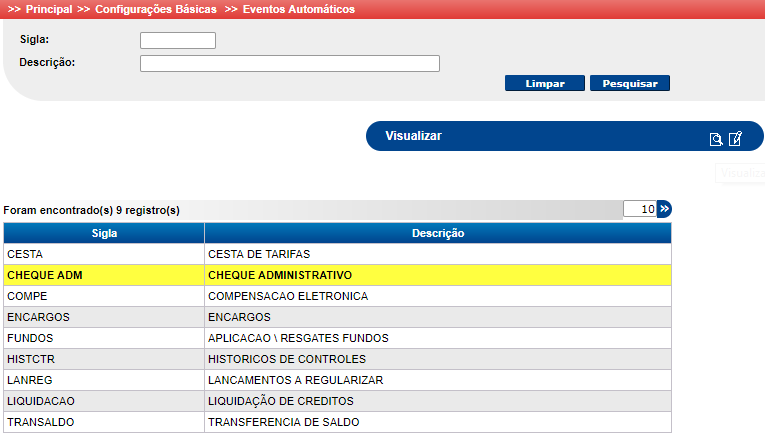 >> Principal >> Configurações Básicas >> Eventos Automáticos
Sigla:
Descrição:
Limpar Pesquisar
Visualizar
Visualizar
Foram encontrado(s) 9 registro(s) 10 »
Sigla Descrição
CESTA CESTA DE TARIFAS
CHEQUE ADM CHEQUE ADMINISTRATIVO
COMPE COMPENSACAO ELETRONICA
ENCARGOS ENCARGOS
FUNDOS APLICACAO \ RESGATES FUNDOS
HISTCTR HISTORICOS DE CONTROLES
LANREG LANCAMENTOS A REGULARIZAR
LIQUIDACAO LIQUIDAÇÃO DE CREDITOS
TRANSALDO TRANSFERENCIA DE SALDO